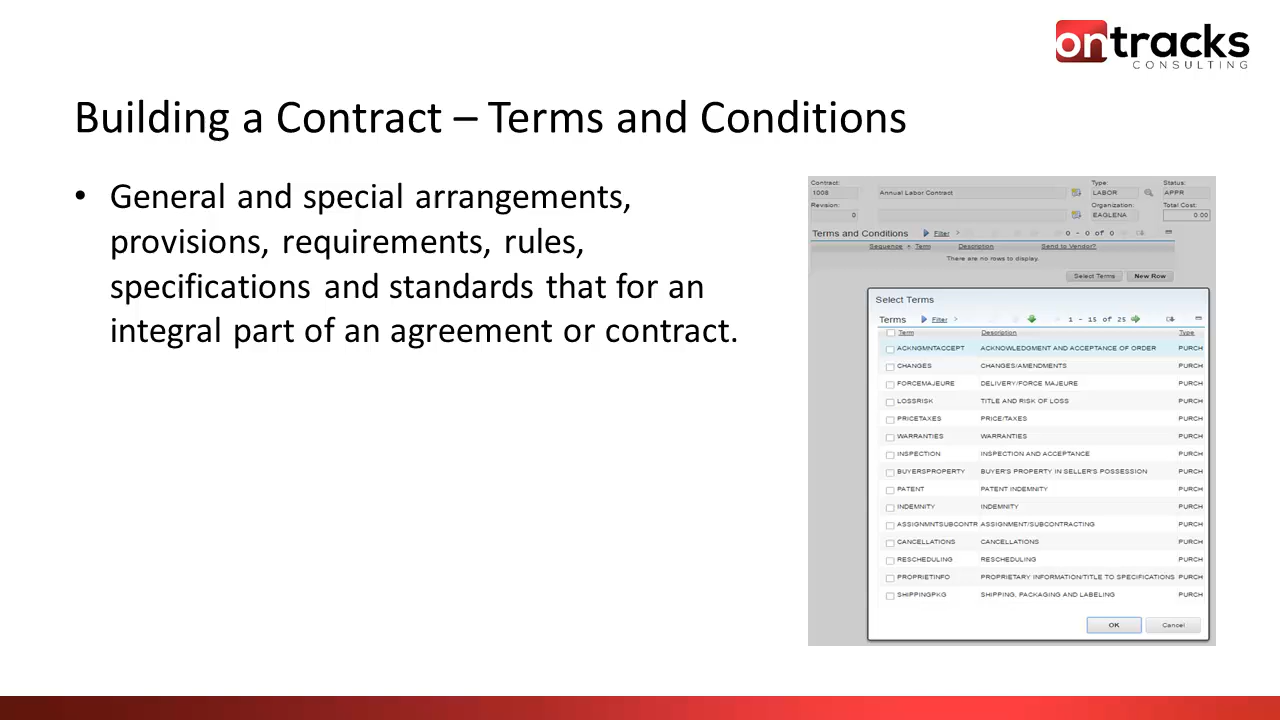 ontracks
CONSULTING
Building a Contract – Terms and Conditions
• General and special arrangements,
provisions, requirements, rules,
specifications and standards that for an
integral part of an agreement or contract.
Contract: Type: Status:
1008 Annual Labor Contract LABOR APPR
Revision: Organization: Total Cost:
0 EAGLENA 0.00
Terms and Conditions Filter 0 - 0 of 0
Sequence Term Description Send to Vendor?
There are no rows to display.
Select Terms New Row
Select Terms
Terms Filter 1 - 15 of 25
Term Description Type
ACKNGMNTACCEPT ACKNOWLEDGMENT AND ACCEPTANCE OF ORDER PURCH
CHANGES CHANGES/AMENDMENTS PURCH
FORCEMAJEURE DELIVERY/FORCE MAJEURE PURCH
LOSSRISK TITLE AND RISK OF LOSS PURCH
PRICETAXES PRICE/TAXES PURCH
WARRANTIES WARRANTIES PURCH
INSPECTION INSPECTION AND ACCEPTANCE PURCH
BUYERSPROPERTY BUYER'S PROPERTY IN SELLER'S POSSESSION PURCH
PATENT PATENT INDEMNITY PURCH
INDEMNITY INDEMNITY PURCH
ASSIGNMNTSUBCONTR ASSIGNMENT/SUBCONTRACTING PURCH
CANCELLATIONS CANCELLATIONS PURCH
RESCHEDULING RESCHEDULING PURCH
PROPRIETINFO PROPRIETARY INFORMATION/TITLE TO SPECIFICATIONS PURCH
SHIPPINGPKG SHIPPING, PACKAGING AND LABELING PURCH
OK Cancel